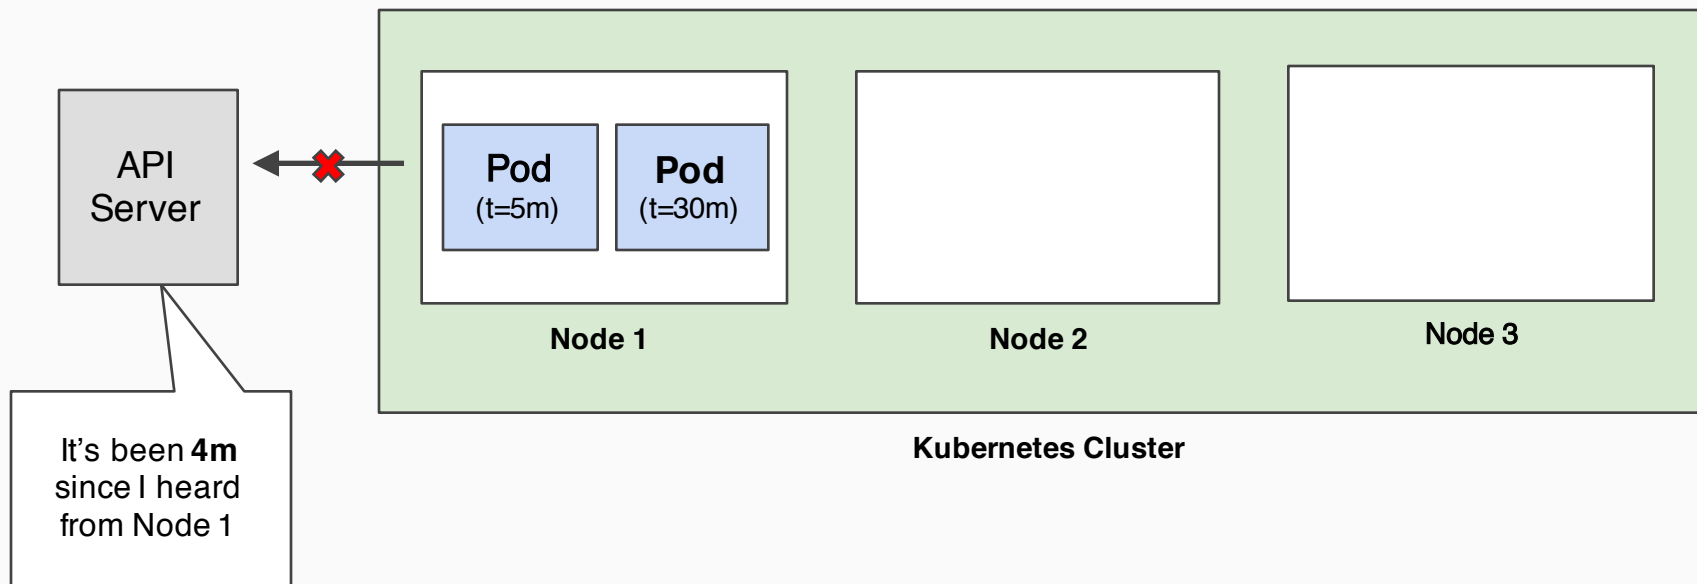 API
Server
Pod
(t=5m)
Pod
(t=30m)
Node 1
Node 2
Node 3
Kubernetes Cluster
It's been 4m
since I heard
from Node 1